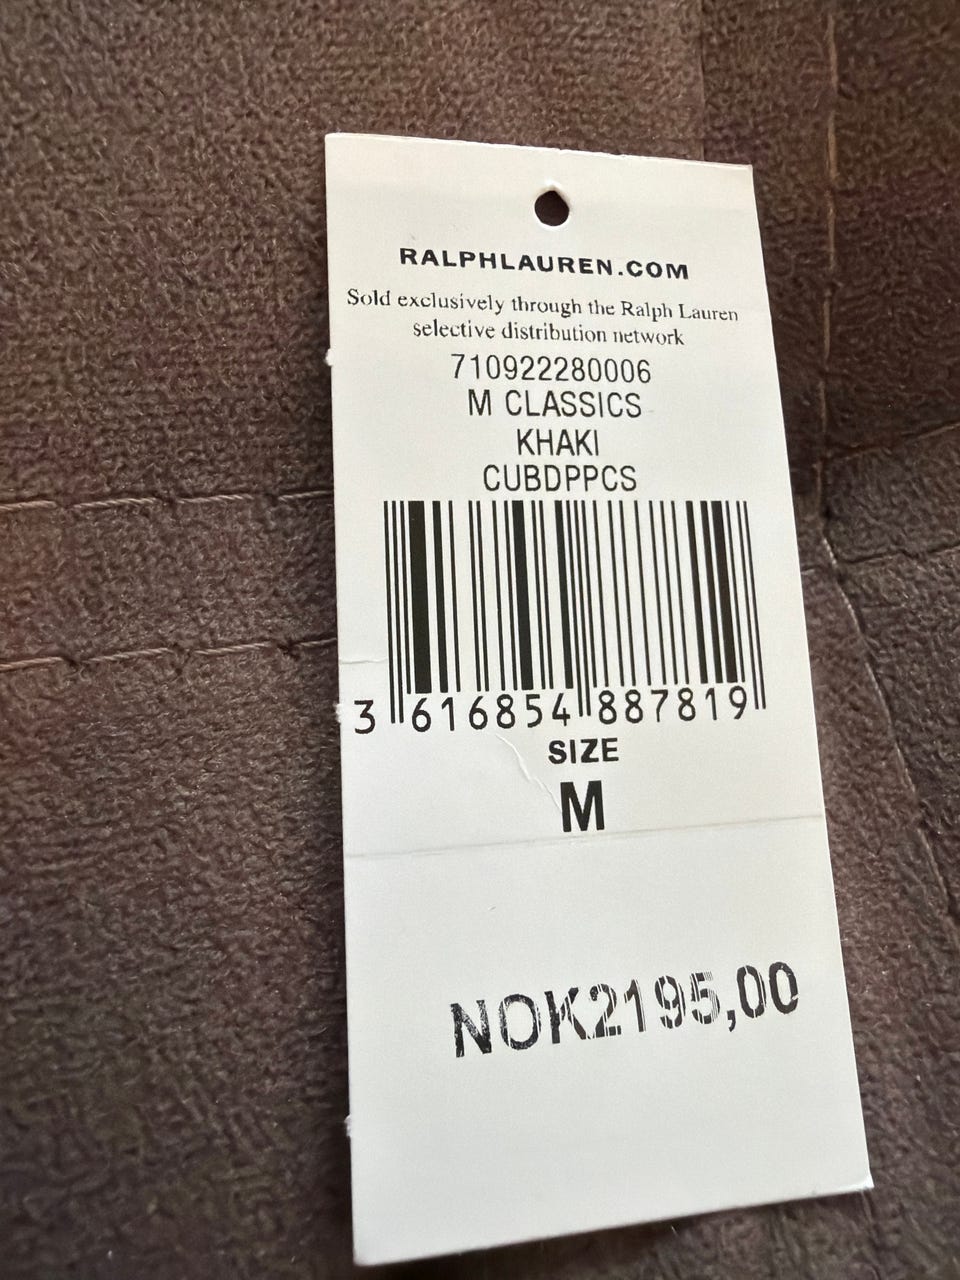 RALPHLAUREN.COM
Sold exclusively through the Ralph Lauren
selective distribution network
710922280006
M CLASSICS
KHAKI
CUBDPPCS
3 616854 887819
SIZE
M
NOK2195,00